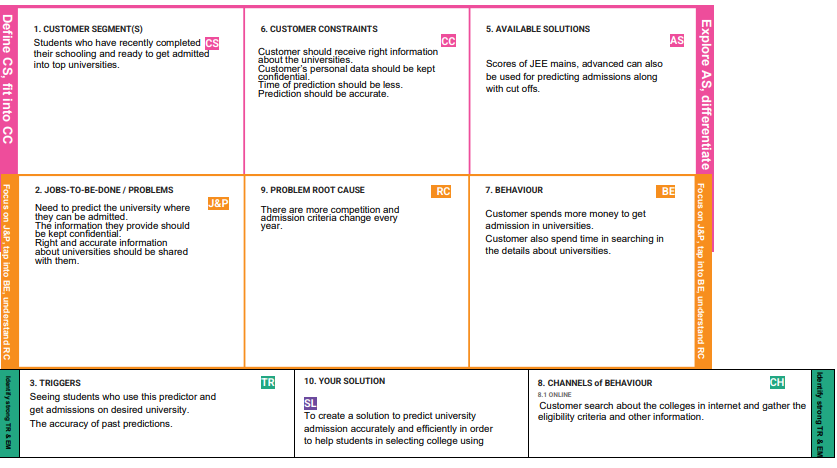 Define CS, fit into CC
1. CUSTOMER SEGMENT(S)
CS
Students who have recently completed
their schooling and ready to get admitted
into top universities.
6. CUSTOMER CONSTRAINTS
CC
Customer should receive right information
about the universities.
Customer's personal data should be kept
confidential.
Time of prediction should be less.
Prediction should be accurate.
5. AVAILABLE SOLUTIONS
AS
Scores of JEE mains, advanced can also
be used for predicting admissions along
with cut offs.
Explore AS, differentiate
Focus on J&P, tap into BE, understand RC
2. JOBS-TO-BE-DONE / PROBLEMS
J&P
Need to predict the university where
they can be admitted.
The information they provide should
be kept confidential.
Right and accurate information
about universities should be shared
with them.
9. PROBLEM ROOT CAUSE
RC
There are more competition and
admission criteria change every
year.
7. BEHAVIOUR
BE
Customer spends more money to get
admission in universities.
Customer also spend time in searching in
the details about universities.
Focus on J&P, tap into BE, understand RC
Identify strong TR & EM
3. TRIGGERS
TR
Seeing students who use this predictor and
get admissions on desired university.
The accuracy of past predictions.
10. YOUR SOLUTION
SL
To create a solution to predict university
admission accurately and efficiently in order
to help students in selecting college using
8. CHANNELS of BEHAVIOUR
CH
8.1 ONLINE
Customer search about the colleges in internet and gather the
eligibility criteria and other information.
Identify strong TR & EM